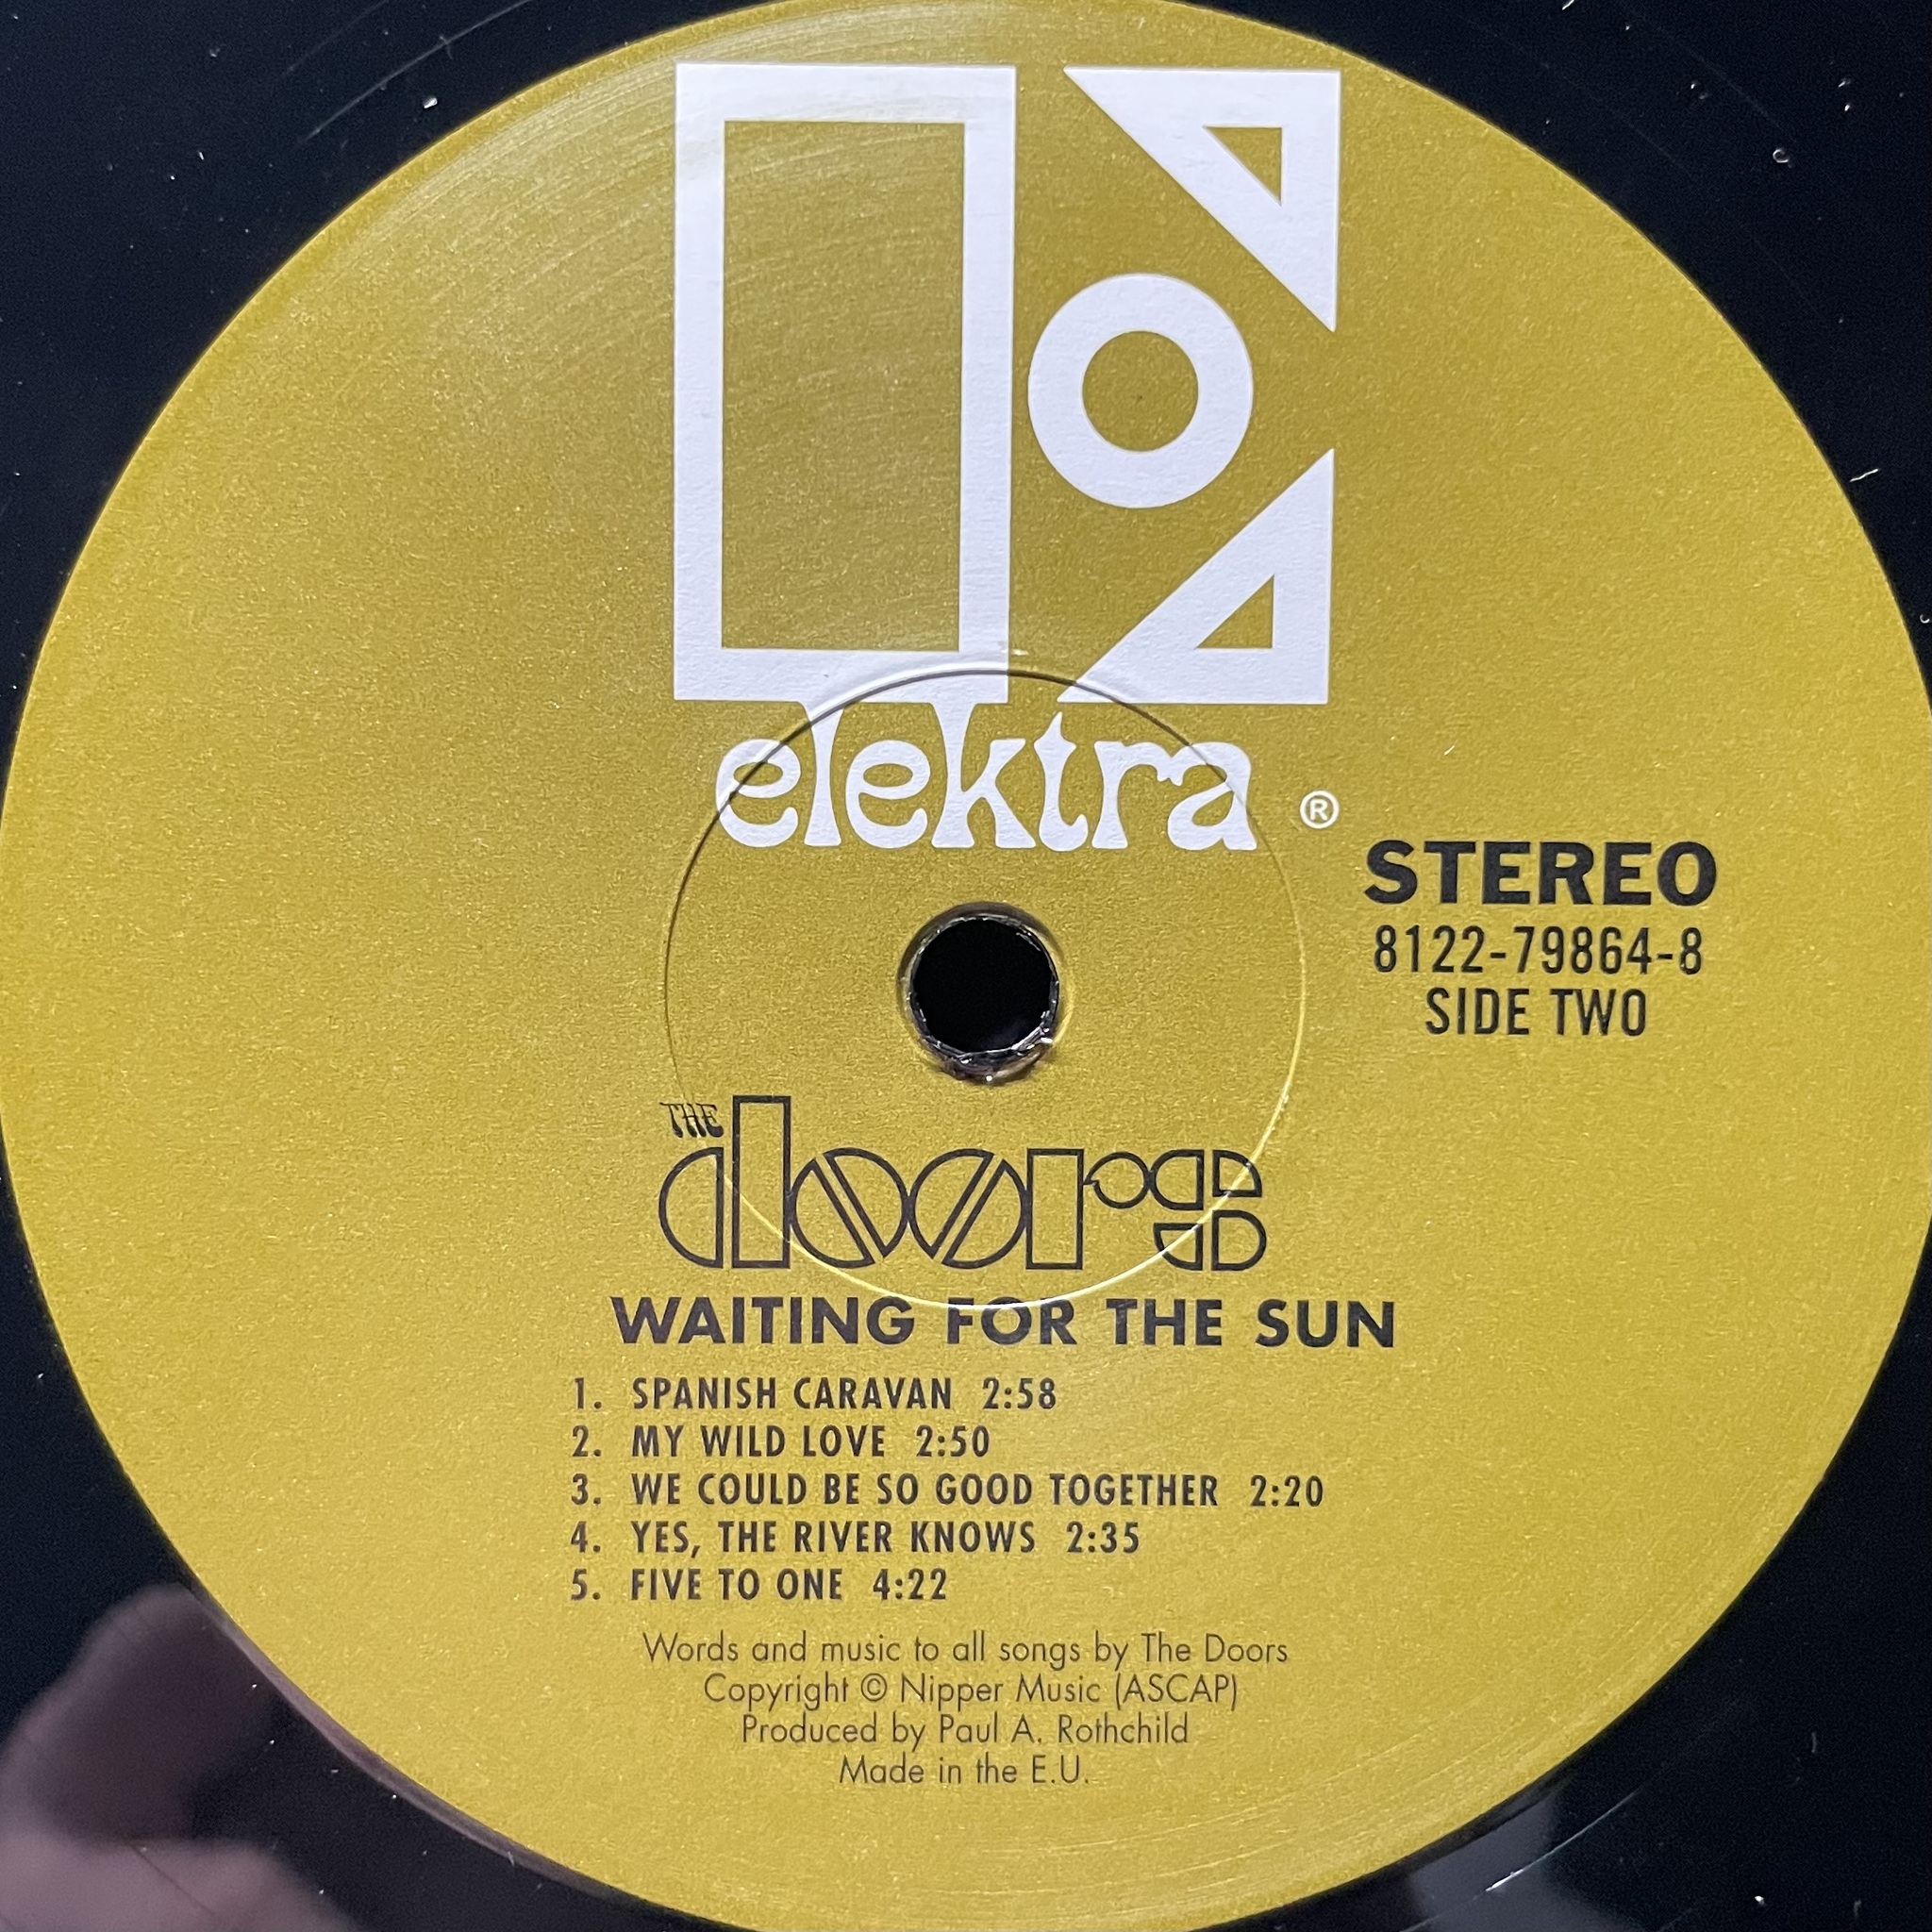 elektra ®
STEREO
8122-79864-8
SIDE TWO
THE
doors
WAITING FOR THE SUN
1. SPANISH CARAVAN 2:58
2. MY WILD LOVE 2:50
3. WE COULD BE SO GOOD TOGETHER 2:20
4. YES, THE RIVER KNOWS 2:35
5. FIVE TO ONE 4:22
Words and music to all songs by The Doors
Copyright © Nipper Music (ASCAP)
Produced by Paul A. Rothchild
Made in the E.U.